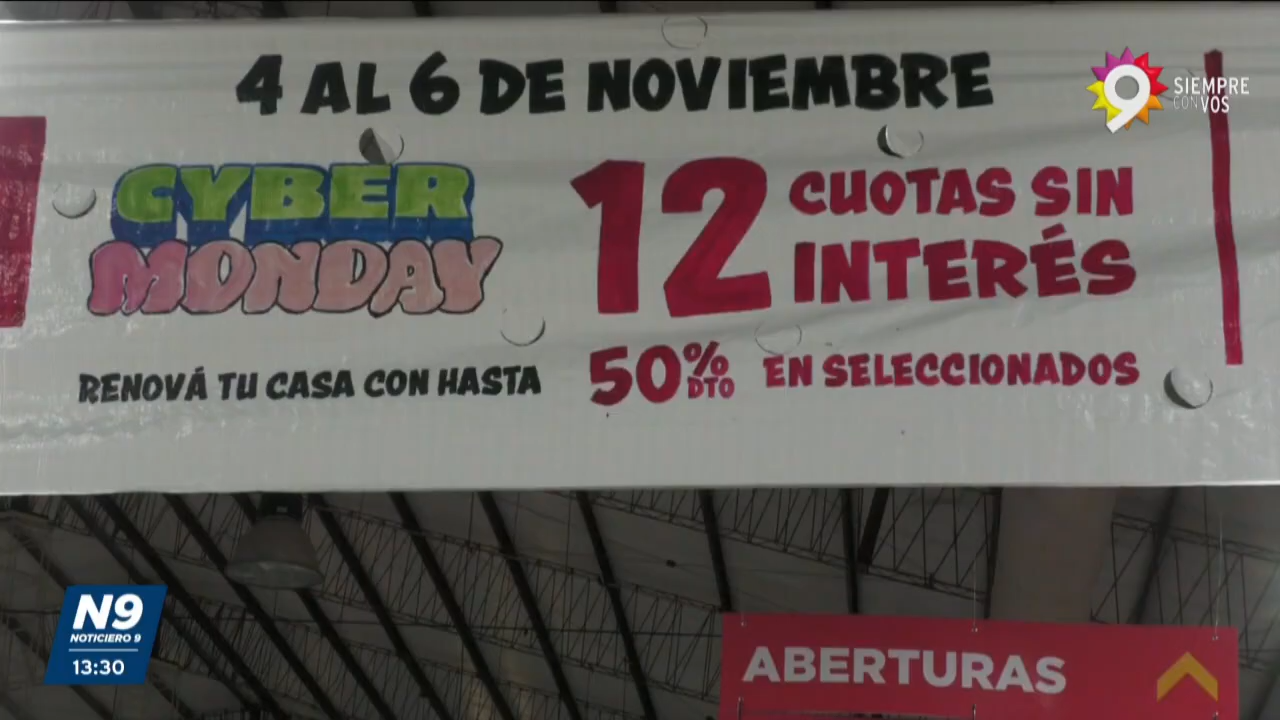 4 AL 6 DE NOVIEMBRE
9 SIEMPRE
CON VOS
CYBER
MONDAY
12 CUOTAS SIN
INTERÉS
RENOVÁ TU CASA CON HASTA 50% DTO EN SELECCIONADOS
N9
NOTICIERO 9
13:30
ABERTURAS